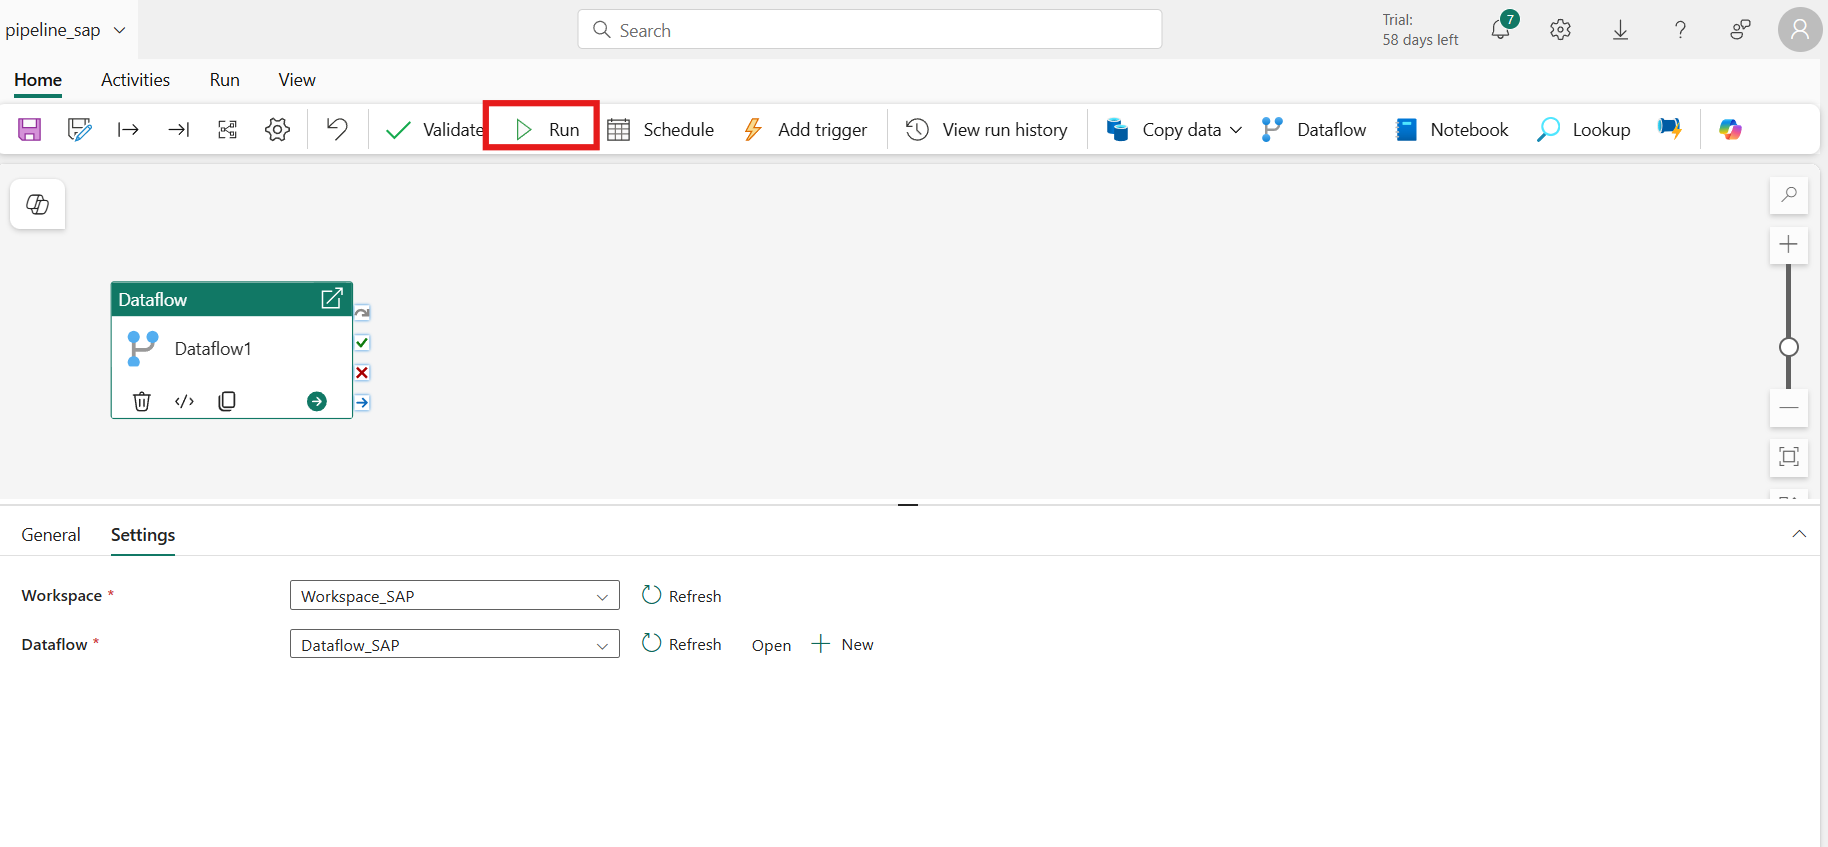 pipeline_sap
Search
Trial:
58 days left
7
Home Activities Run View
Validate Run Schedule Add trigger View run history Copy data Dataflow Notebook Lookup
Dataflow
Dataflow1
General Settings
Workspace * Workspace_SAP Refresh
Dataflow * Dataflow_SAP Refresh Open New